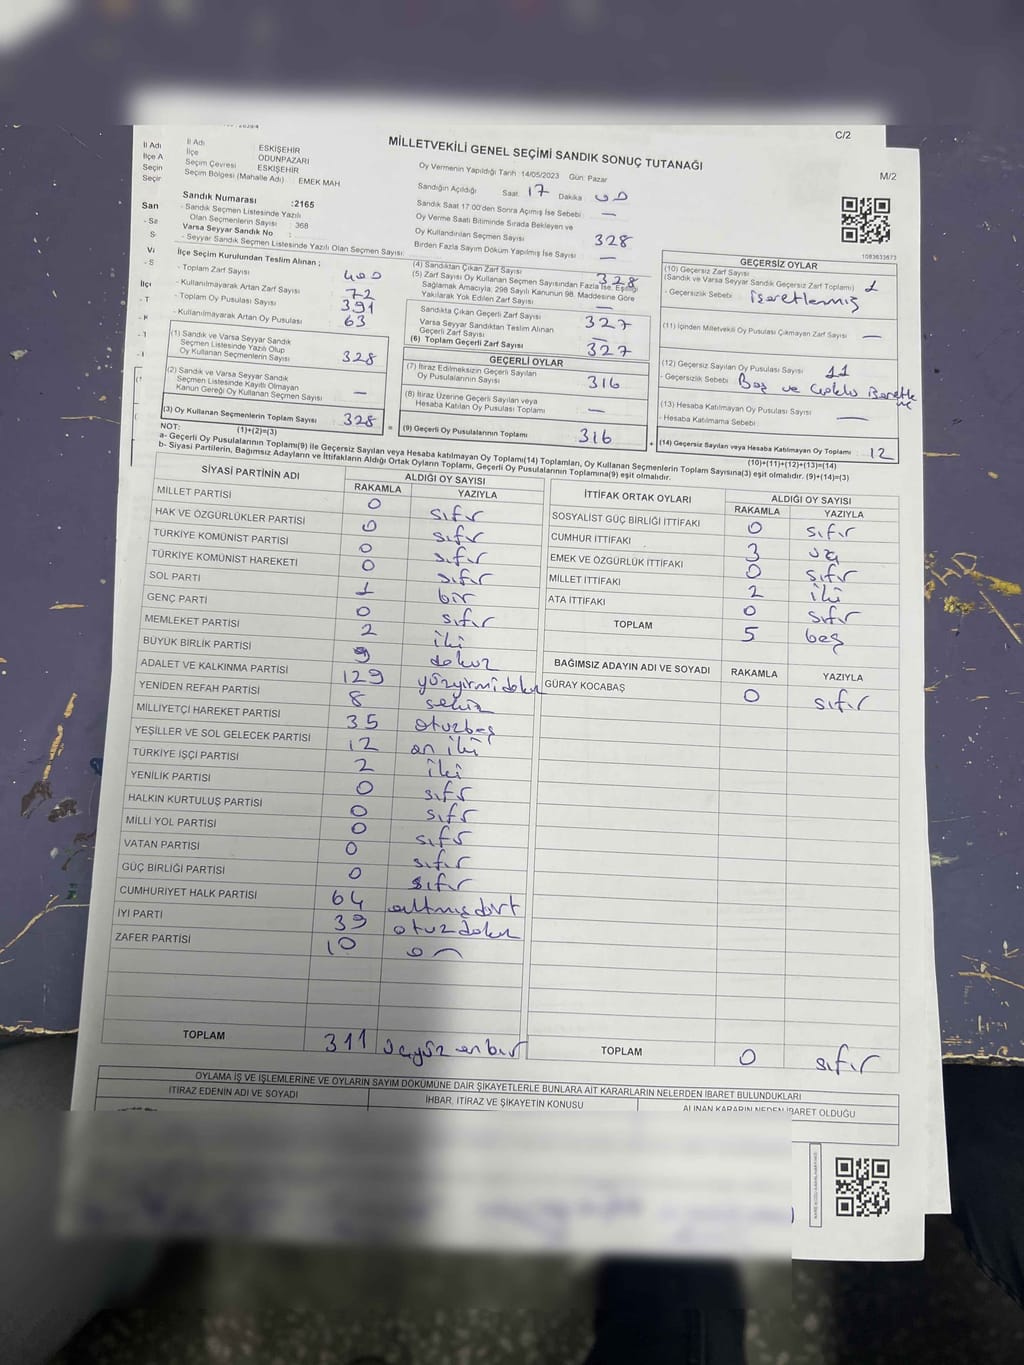 C/2
MİLLETVEKİLİ GENEL SEÇİMİ SANDIK SONUÇ TUTANAĞI
M/2
İl Adı : ESKİŞEHİR
İlçe : ODUNPAZARI
Seçim Çevresi : ESKİŞEHİR
Seçim Bölgesi (Mahalle Adı) : EMEK MAH
Sandık Numarası :2165
- Sandık Seçmen Listesinde Yazılı
Olan Seçmenlerin Sayısı : 368
Varsa Seyyar Sandık No :
- Seyyar Sandık Seçmen Listesinde Yazılı Olan Seçmen Sayısı:
İlçe Seçim Kurulundan Teslim Alınan ;
- Toplam Zarf Sayısı : 400
- Kullanılmayarak Artan Zarf Sayısı : 72
- Toplam Oy Pusulası Sayısı : 391
- Kullanılmayarak Artan Oy Pusulası : 63
(1) Sandık ve Varsa Seyyar Sandık
Seçmen Listesinde Yazılı Olup
Oy Kullanan Seçmenlerin Sayısı : 328
(2) Sandık ve Varsa Seyyar Sandık
Seçmen Listesinde Kayıtlı Olmayan
Kanun Gereği Oy Kullanan Seçmen Sayısı : —
(3) Oy Kullanan Seçmenlerin Toplam Sayısı : 328
(1)+(2)=(3)
Oy Vermenin Yapıldığı Tarih :14/05/2023 Gün: Pazar
Sandığın Açıldığı Saat: 17 Dakika 00
Sandık Saat 17:00'den Sonra Açımış İse Sebebi : —
Oy Verme Saati Bitiminde Sırada Bekleyen ve
Oy Kullandırılan Seçmen Sayısı : 328
Birden Fazla Sayım Döküm Yapılmış İse Sayısı : —
(4) Sandıktan Çıkan Zarf Sayısı : 328
(5) Zarf Sayısı Oy Kullanan Seçmen Sayısından Fazla İse, Eşitliği
Sağlamak Amacıyla; 298 Sayılı Kanunun 98. Maddesine Göre
Yakılarak Yok Edilen Zarf Sayısı : —
Sandıkta Çıkan Geçerli Zarf Sayısı : 327
Varsa Seyyar Sandıktan Teslim Alınan
Geçerli Zarf Sayısı : —
(6) Toplam Geçerli Zarf Sayısı : 327
GEÇERLİ OYLAR
(7) İtiraz Edilmeksizin Geçerli Sayılan
Oy Pusulalarının Sayısı : 316
(8) İtiraz Üzerine Geçerli Sayılan veya
Hesaba Katılan Oy Pusulası Toplamı : —
(9) Geçerli Oy Pusulalarının Toplamı : 316
1083633673
GEÇERSİZ OYLAR
(10) Geçersiz Zarf Sayısı
(Sandık ve Varsa Seyyar Sandık Geçersiz Zarf Toplamı) : 1
- Geçersizlik Sebebi : işaretlenmiş
(11) İçinden Milletvekili Oy Pusulası Çıkmayan Zarf Sayısı : —
(12) Geçersiz Sayılan Oy Pusulası Sayısı : 11
- Geçersizlik Sebebi : Boş ve
(13) Hesaba Katılmayan Oy Pusulası Sayısı : —
- Hesaba Katılmama Sebebi :
(14) Geçersiz Sayılan veya Hesaba Katılmayan Oy Toplamı : 12
(10)+(11)+(12)+(13)=(14)
NOT:
a- Geçerli Oy Pusulaları Toplamı(9) ile Geçersiz Sayılan veya Hesaba katılmayan Oy Toplamı(14) Toplamları, Oy Kullanan Seçmenlerin Toplam Sayısına(3) eşit olmalıdır. (9)+(14)=(3)
b- Siyasi Partilerin, Bağımsız Adayların ve İttifakların Aldığı Ortak Oyların Toplamı, Geçerli Oy Pusulalarının Toplamına(9) eşit olmalıdır.
SİYASİ PARTİNİN ADI ALDIĞI OY SAYISI
RAKAMLA YAZIYLA
MİLLET PARTİSİ 0 sıfır
HAK VE ÖZGÜRLÜKLER PARTİSİ 0 sıfır
TÜRKİYE KOMÜNİST PARTİSİ 0 sıfır
TÜRKİYE KOMÜNİST HAREKETİ 0 sıfır
SOL PARTİ 1 bir
GENÇ PARTİ 0 sıfır
MEMLEKET PARTİSİ 2 iki
BÜYÜK BİRLİK PARTİSİ 9 dokuz
ADALET VE KALKINMA PARTİSİ 129 yüzyirmidokuz
YENİDEN REFAH PARTİSİ 8 sekiz
MİLLİYETÇİ HAREKET PARTİSİ 35 otuzbeş
YEŞİLLER VE SOL GELECEK PARTİSİ 12 on iki
TÜRKİYE İŞÇİ PARTİSİ 2 iki
YENİLİK PARTİSİ 0 sıfır
HALKIN KURTULUŞ PARTİSİ 0 sıfır
MİLLİ YOL PARTİSİ 0 sıfır
VATAN PARTİSİ 0 sıfır
GÜÇ BİRLİĞİ PARTİSİ 0 sıfır
CUMHURİYET HALK PARTİSİ 64 altmışdört
İYİ PARTİ 39 otuzdokuz
ZAFER PARTİSİ 10 on
TOPLAM 311 üçyüz onbir
İTTİFAK ORTAK OYLARI ALDIĞI OY SAYISI
RAKAMLA YAZIYLA
SOSYALİST GÜÇ BİRLİĞİ İTTİFAKI 0 sıfır
CUMHUR İTTİFAKI 3 üç
EMEK VE ÖZGÜRLÜK İTTİFAKI 0 sıfır
MİLLET İTTİFAKI 2 iki
ATA İTTİFAKI 0 sıfır
TOPLAM 5 beş
BAĞIMSIZ ADAYIN ADI VE SOYADI RAKAMLA YAZIYLA
GÜRAY KOCABAŞ 0 sıfır
TOPLAM 0 sıfır
OYLAMA İŞ VE İŞLEMLERİNE VE OYLARIN SAYIM DÖKÜMÜNE DAİR ŞİKAYETLERLE BUNLARA AİT KARARLARIN NELERDEN İBARET BULUNDUKLARI
İTİRAZ EDENİN ADI VE SOYADI İHBAR, İTİRAZ VE ŞİKAYETİN KONUSU ALINAN KARARIN NEDEN İBARET OLDUĞU